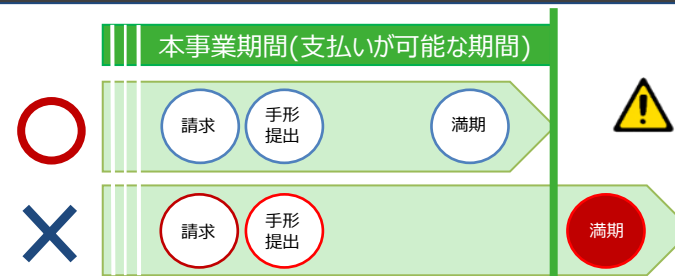 本事業期間(支払いが可能な期間)
請求
手形
提出
満期
請求
手形
提出
満期